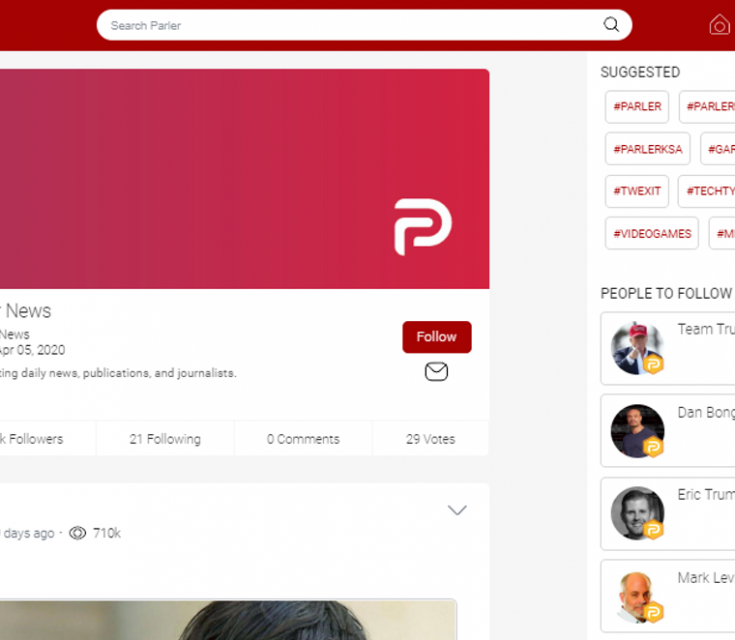 Search Parler
SUGGESTED
#PARLER
#PARLER
#PARLERKSA
#GAR
#TWEXIT
#TECHTY
#VIDEOGAMES
#M
News
News
Apr 05, 2020
ting daily news, publications, and journalists.
Follow
k Followers
21 Following
0 Comments
29 Votes
days ago · 710k
PEOPLE TO FOLLOW
Team Tru
Dan Bong
Eric Trum
Mark Lev